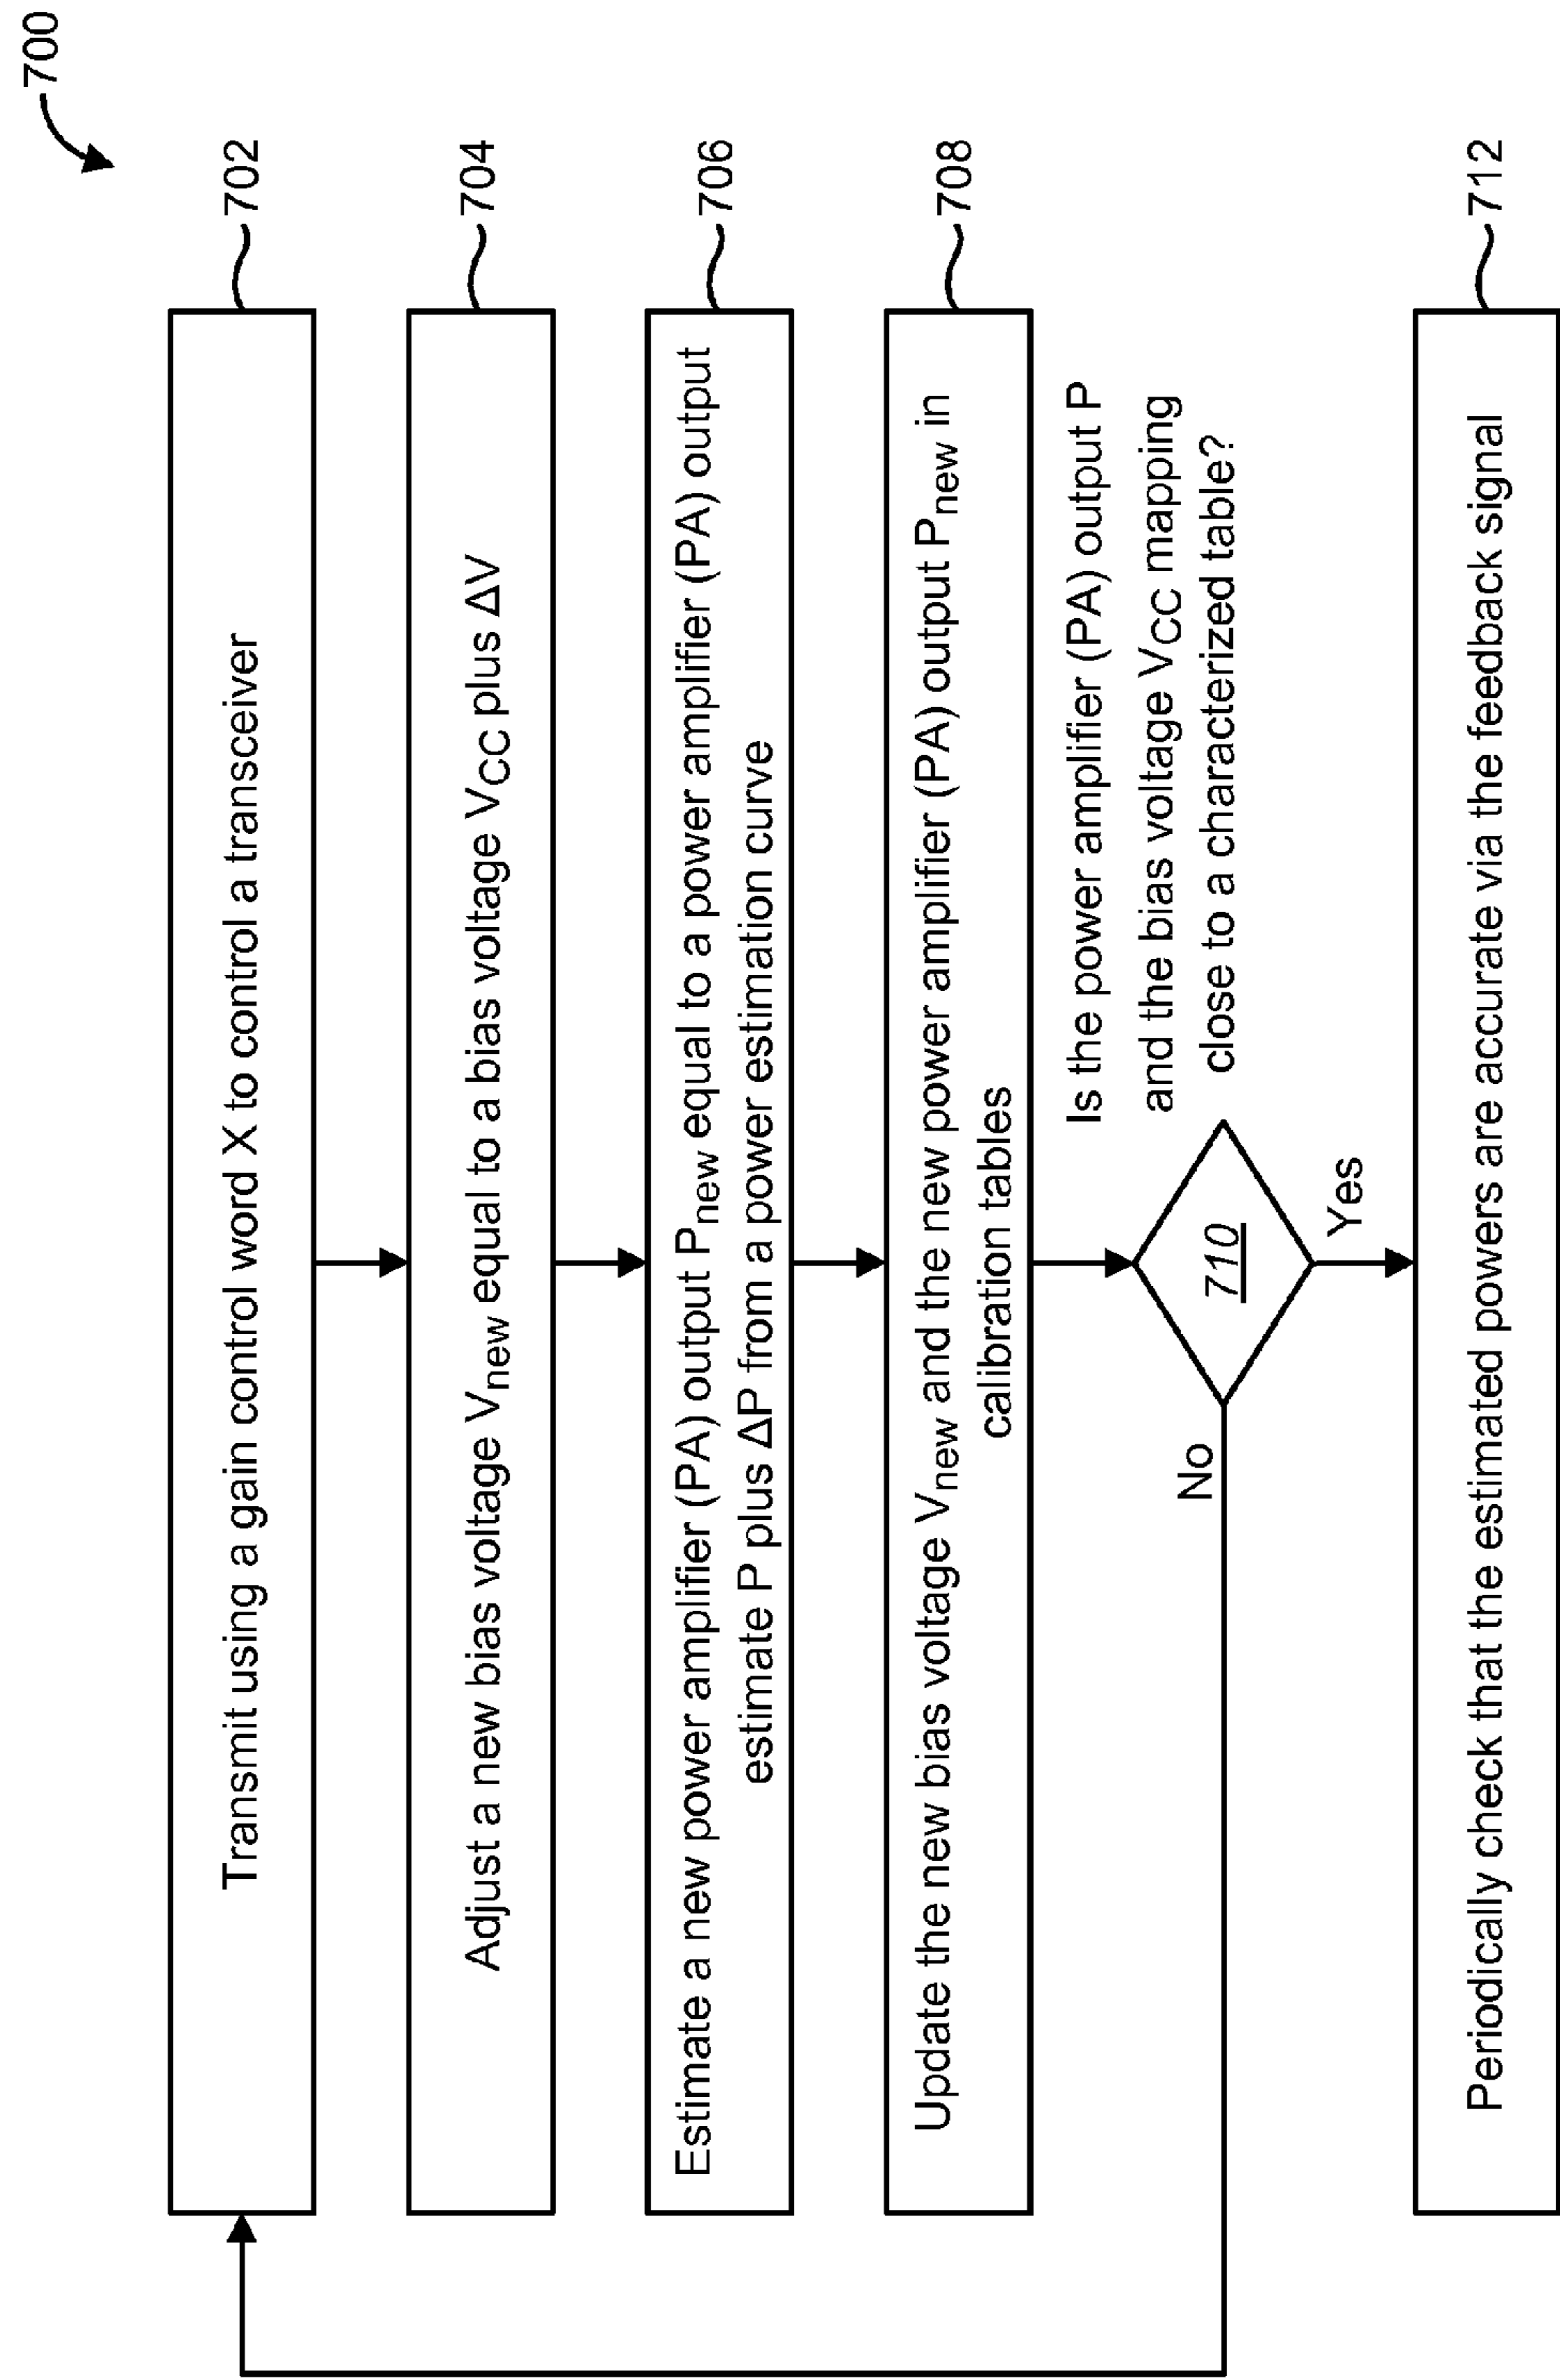 700
Transmit using a gain control word X to control a transceiver
702
Adjust a new bias voltage Vnew equal to a bias voltage VCC plus ΔV
704
Estimate a new power amplifier (PA) output Pnew equal to a power amplifier (PA) output
estimate P plus ΔP from a power estimation curve
706
Update the new bias voltage Vnew and the new power amplifier (PA) output Pnew in
calibration tables
708
Is the power amplifier (PA) output P
and the bias voltage VCC mapping
close to a characterized table?
710
No
Yes
Periodically check that the estimated powers are accurate via the feedback signal
712